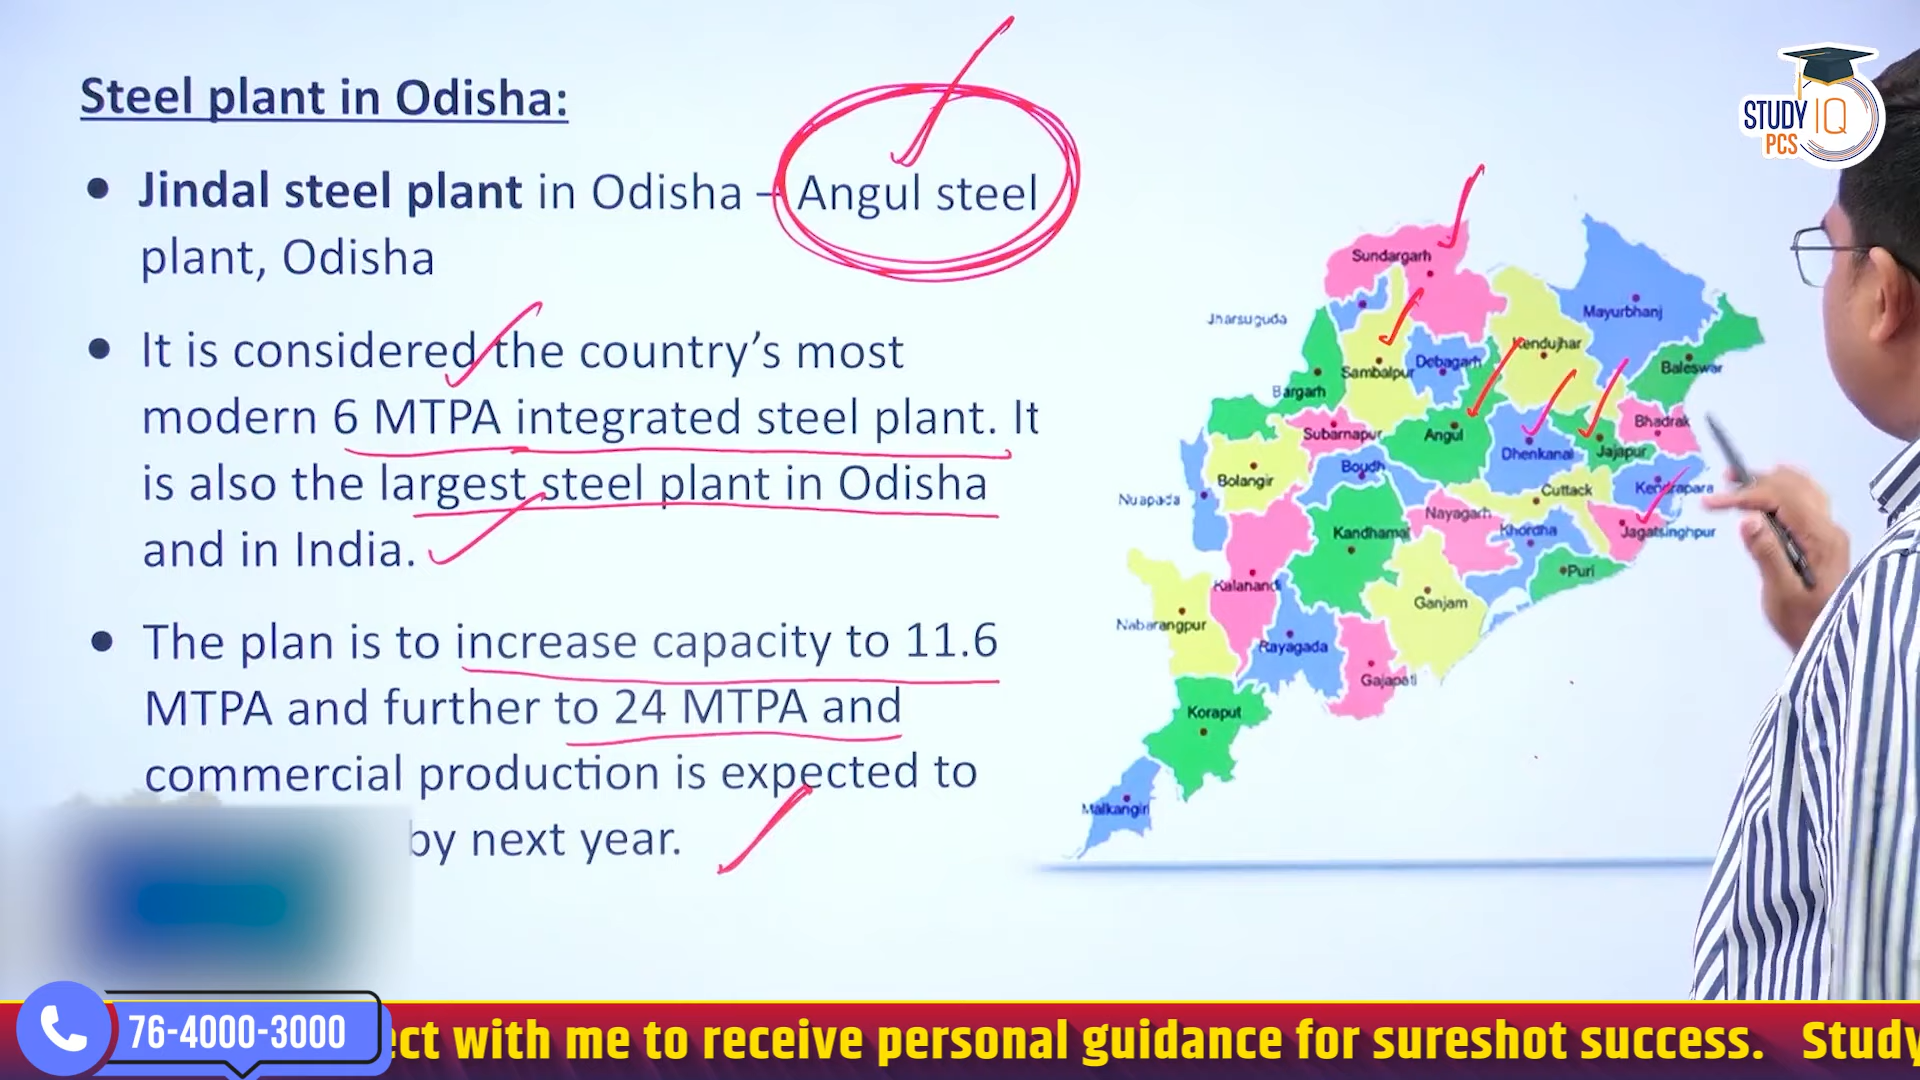 Steel plant in Odisha:
• Jindal steel plant in Odisha – Angul steel
plant, Odisha
• It is considered the country’s most
modern 6 MTPA integrated steel plant. It
is also the largest steel plant in Odisha
and in India.
• The plan is to increase capacity to 11.6
MTPA and further to 24 MTPA and
commercial production is expected to
by next year.
STUDY IQ
PCS
Sundargarh
Jharsuguda
Mayurbhanj
Kendujhar
Sambalpur
Debagarh
Baleswar
Bargarh
Subarnapur
Angul
Bhadrak
Dhenkanal
Jajapur
Bolangir
Boudh
Nuapada
Cuttack
Kendrapara
Nayagarh
Khordha
Jagatsinghpur
Kandhamal
Puri
Kalahandi
Ganjam
Nabarangpur
Rayagada
Gajapati
Koraput
Malkangiri
76-4000-3000
ect with me to receive personal guidance for sureshot success. Study